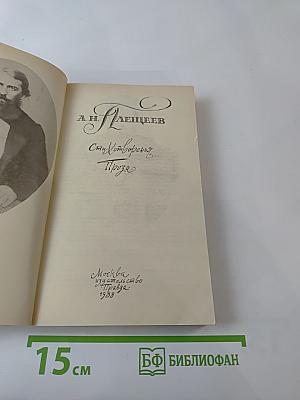 А.Н. ПЛЕЩЕЕВ
Стихотворения
Проза
Москва
издательство
Правда
1988
15 см
БФ БИБЛИОФАН